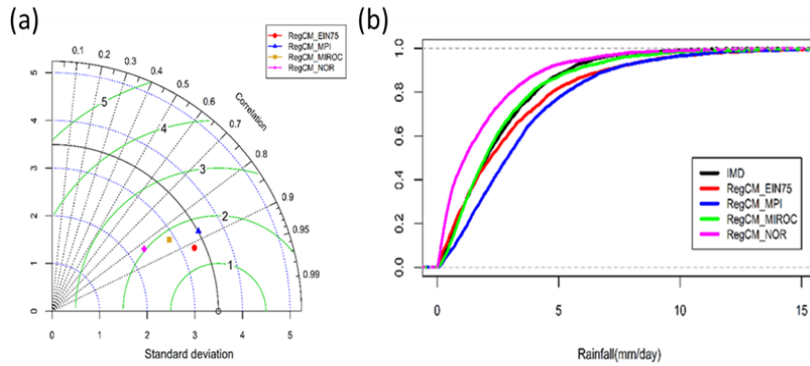 (a)
RegCM_EIN75
RegCM_MPI
RegCM_MIROC
RegCM_NOR
0.1
0.2
0.3
0.4
0.5
0.6
0.7
0.8
0.9
0.95
0.99
Correlation
5
4
3
2
1
0
5
4
3
2
1
0 1 2 3 4 5
Standard deviation
(b)
1.0
0.8
0.6
0.4
0.2
0.0
IMD
RegCM_EIN75
RegCM_MPI
RegCM_MIROC
RegCM_NOR
0 5 10 15
Rainfall(mm/day)